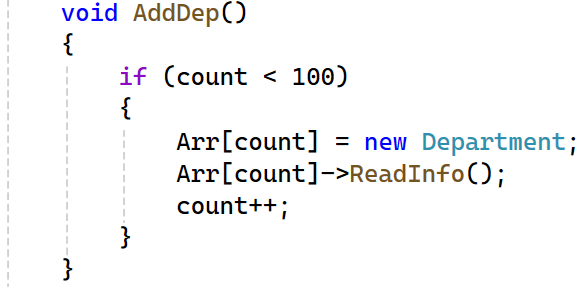 void AddDep()
{
if (count < 100)
{
Arr[count] = new Department;
Arr[count]->ReadInfo();
count++;
}
}